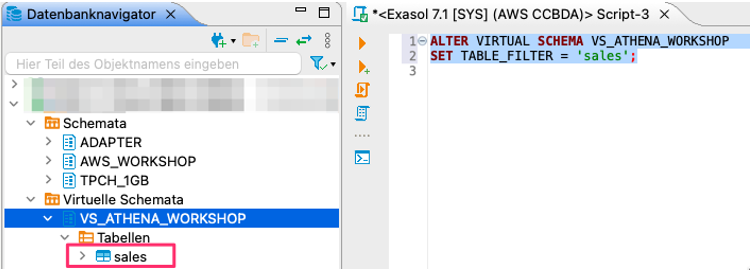 Datenbanknavigator
Hier Teil des Objektnamens eingeben
Schemata
ADAPTER
AWS_WORKSHOP
TPCH_1GB
Virtuelle Schemata
VS_ATHENA_WORKSHOP
Tabellen
sales
*<Exasol 7.1 [SYS] (AWS CCBDA)> Script-3
1 ALTER VIRTUAL SCHEMA VS_ATHENA_WORKSHOP
2 SET TABLE_FILTER = 'sales';
3